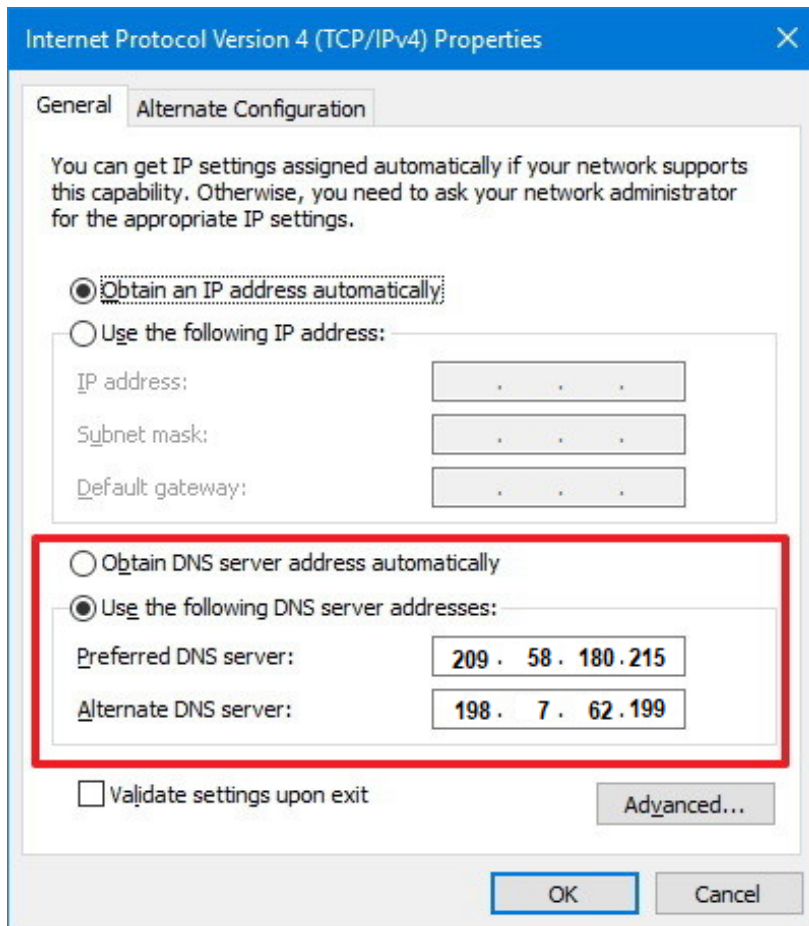 Internet Protocol Version 4 (TCP/IPv4) Properties
General
Alternate Configuration
You can get IP settings assigned automatically if your network supports
this capability. Otherwise, you need to ask your network administrator
for the appropriate IP settings.
Obtain an IP address automatically
Use the following IP address:
IP address:
. . .
Subnet mask:
. . .
Default gateway:
. . .
Obtain DNS server address automatically
Use the following DNS server addresses:
Preferred DNS server:
209 . 58 . 180 . 215
Alternate DNS server:
198 . 7 . 62 . 199
Validate settings upon exit
Advanced...
OK
Cancel